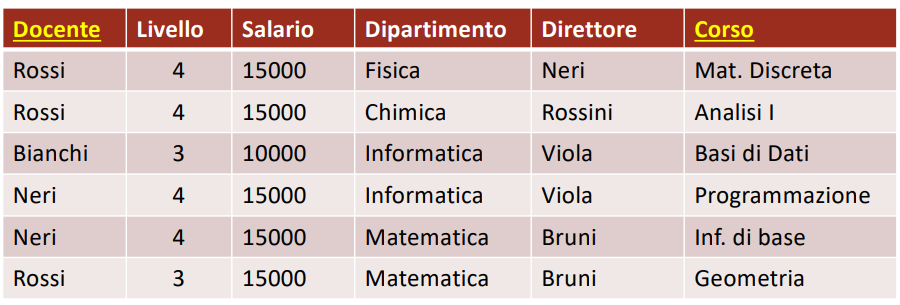 Docente Livello Salario Dipartimento Direttore Corso
Rossi 4 15000 Fisica Neri Mat. Discreta
Rossi 4 15000 Chimica Rossini Analisi I
Bianchi 3 10000 Informatica Viola Basi di Dati
Neri 4 15000 Informatica Viola Programmazione
Neri 4 15000 Matematica Bruni Inf. di base
Rossi 3 15000 Matematica Bruni Geometria